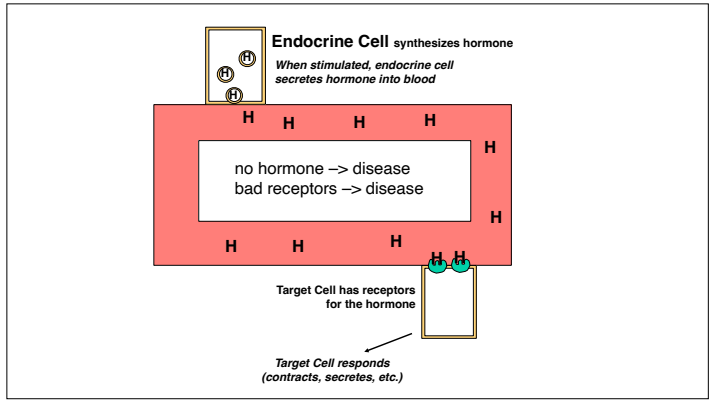 Endocrine Cell synthesizes hormone
When stimulated, endocrine cell
secretes hormone into blood
H
H
H
H
H
H
H
H
no hormone –> disease
bad receptors –> disease
H
H
H
H
H
H
Target Cell has receptors
for the hormone
Target Cell responds
(contracts, secretes, etc.)